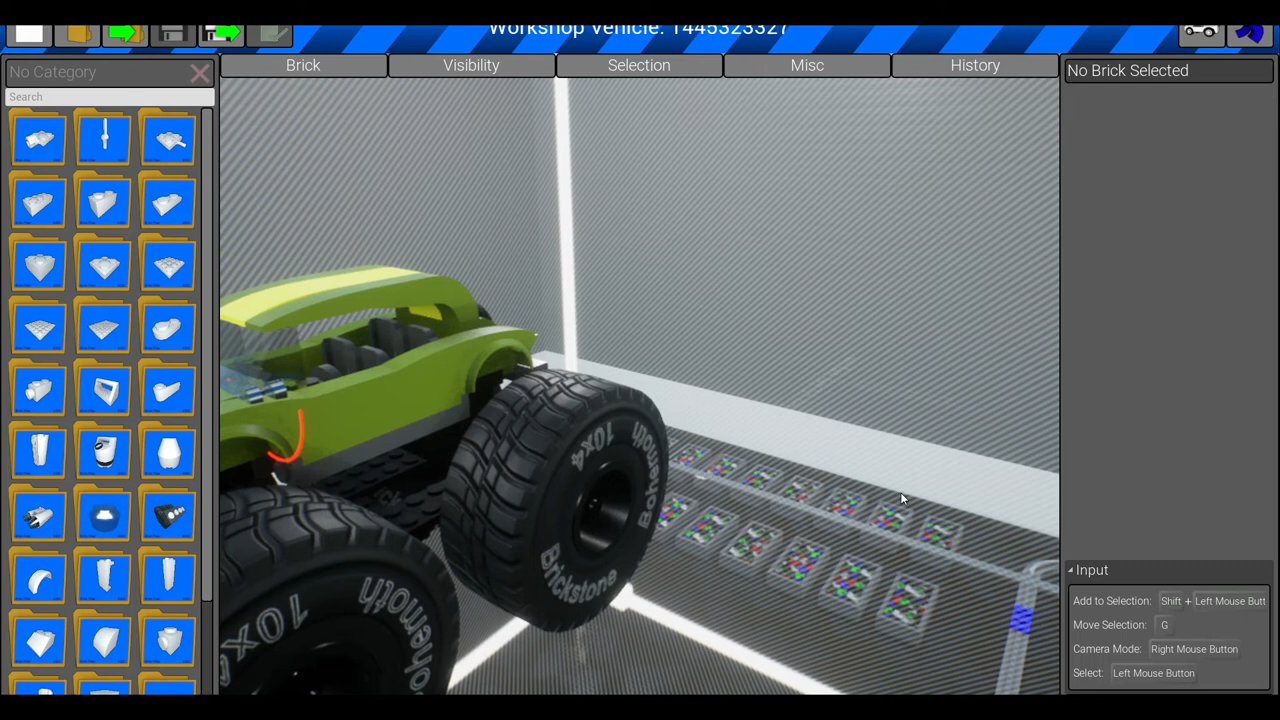 Workshop Vehicle: 1445323327
No Category
Search
Brick
Visibility
Selection
Misc
History
No Brick Selected
10x4
Behemoth
Brickstone
10x
Behemoth
Input
Add to Selection: Shift + Left Mouse Butt
Move Selection: G
Camera Mode: Right Mouse Button
Select: Left Mouse Button